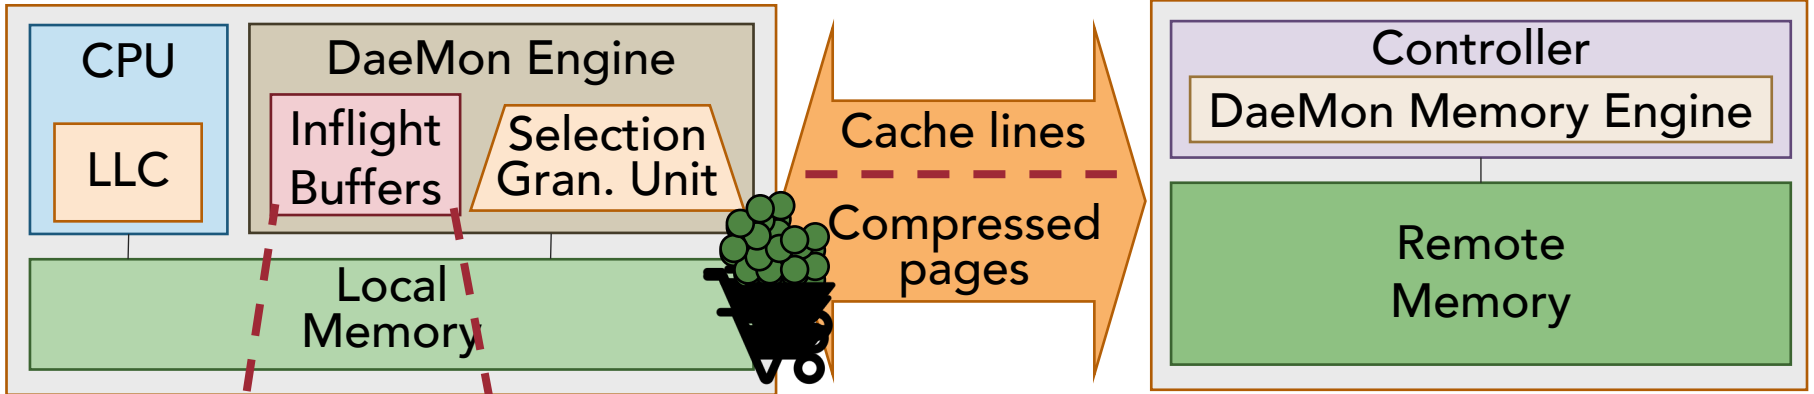 CPU
LLC
DaeMon Engine
Inflight
Buffers
Selection
Gran. Unit
Local
Memory
Cache lines
Compressed
pages
Controller
DaeMon Memory Engine
Remote
Memory